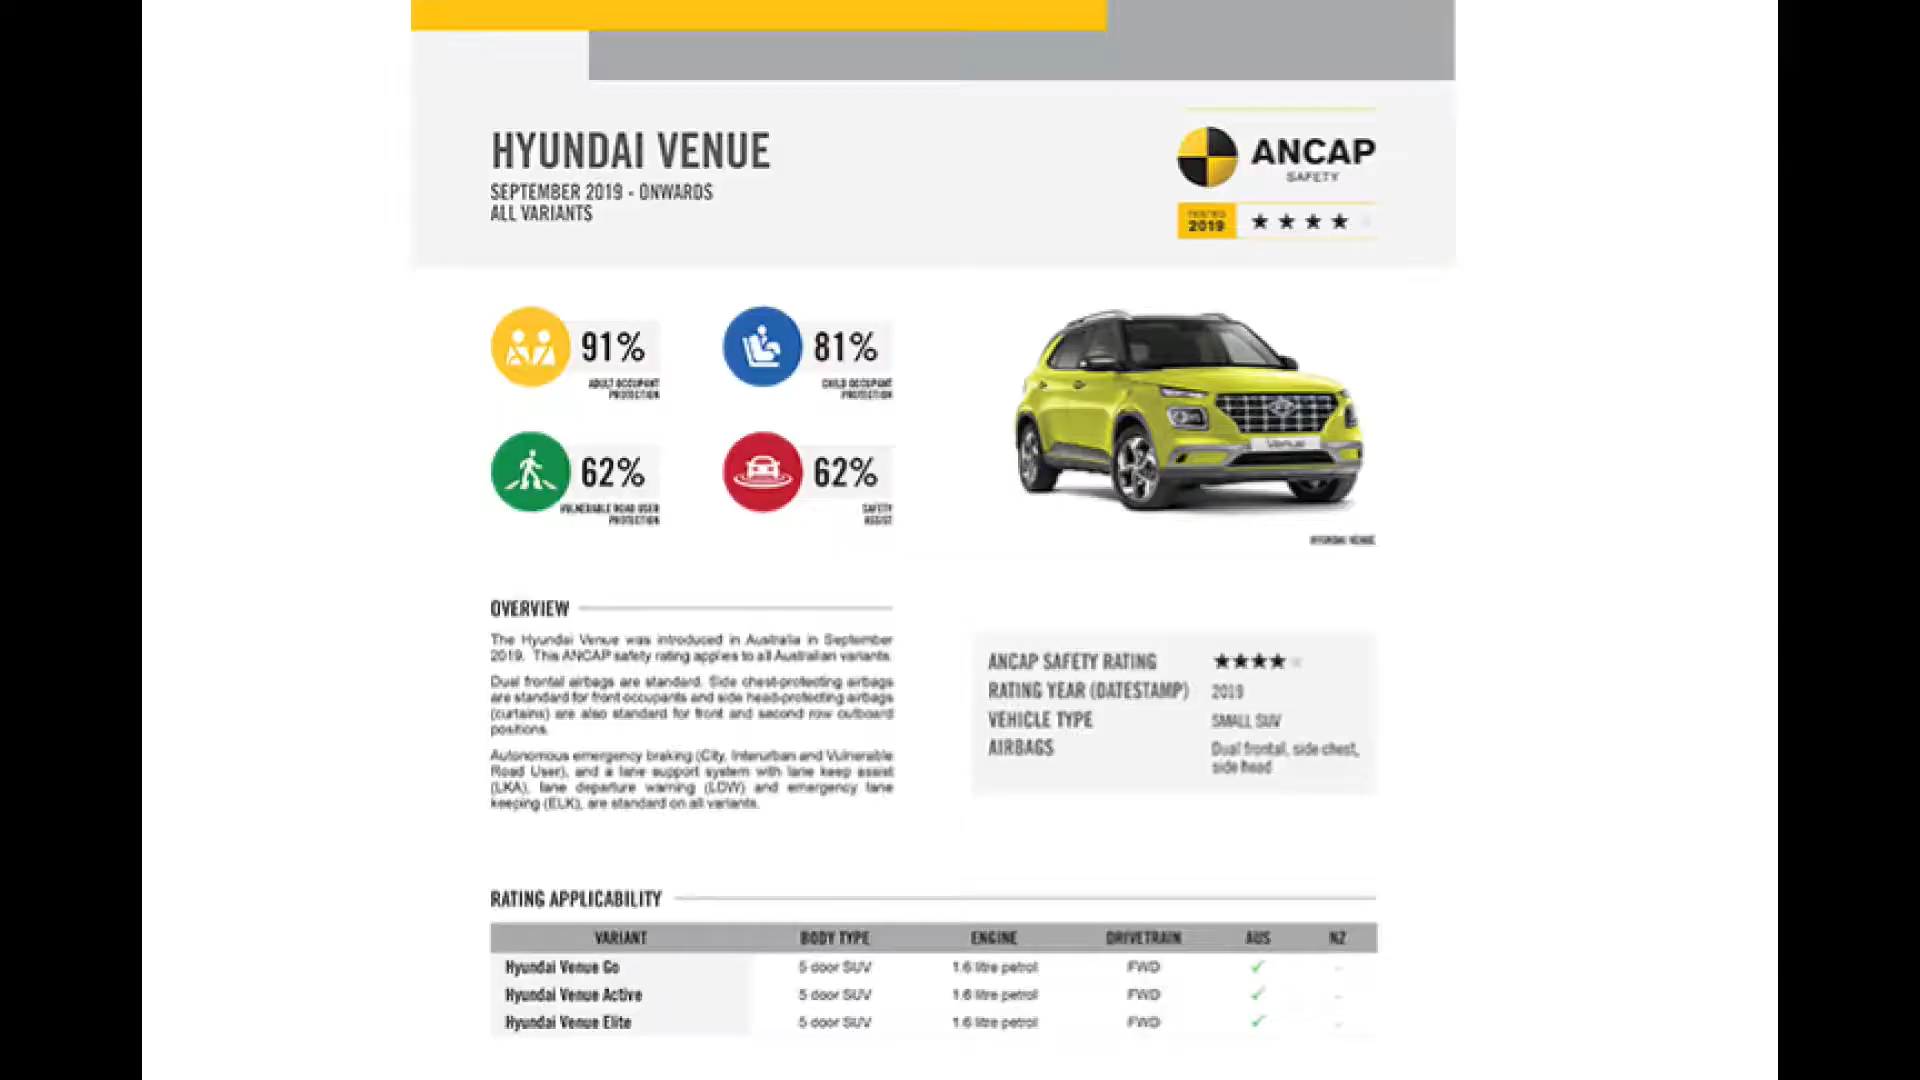 HYUNDAI VENUE
SEPTEMBER 2019 - ONWARDS
ALL VARIANTS
ANCAP
SAFETY
TESTED
2019
91%
ADULT OCCUPANT
PROTECTION
81%
CHILD OCCUPANT
PROTECTION
62%
VULNERABLE ROAD USER
PROTECTION
62%
SAFETY
ASSIST
Venue
HYUNDAI VENUE
OVERVIEW
The Hyundai Venue was introduced in Australia in September
2019. This ANCAP safety rating applies to all Australian variants.
Dual frontal airbags are standard. Side chest-protecting airbags
are standard for front occupants and side head-protecting airbags
(curtains) are also standard for front and second row outboard
positions.
Autonomous emergency braking (City, Interurban and Vulnerable
Road User), and a lane support system with lane keep assist
(LKA), lane departure warning (LDW) and emergency lane
keeping (ELK), are standard on all variants.
ANCAP SAFETY RATING
RATING YEAR (DATESTAMP) 2019
VEHICLE TYPE SMALL SUV
AIRBAGS Dual frontal, side chest,
side head
RATING APPLICABILITY
VARIANT BODY TYPE ENGINE DRIVETRAIN AUS NZ
Hyundai Venue Go 5 door SUV 1.6 litre petrol FWD ✓ -
Hyundai Venue Active 5 door SUV 1.6 litre petrol FWD ✓ -
Hyundai Venue Elite 5 door SUV 1.6 litre petrol FWD ✓ -